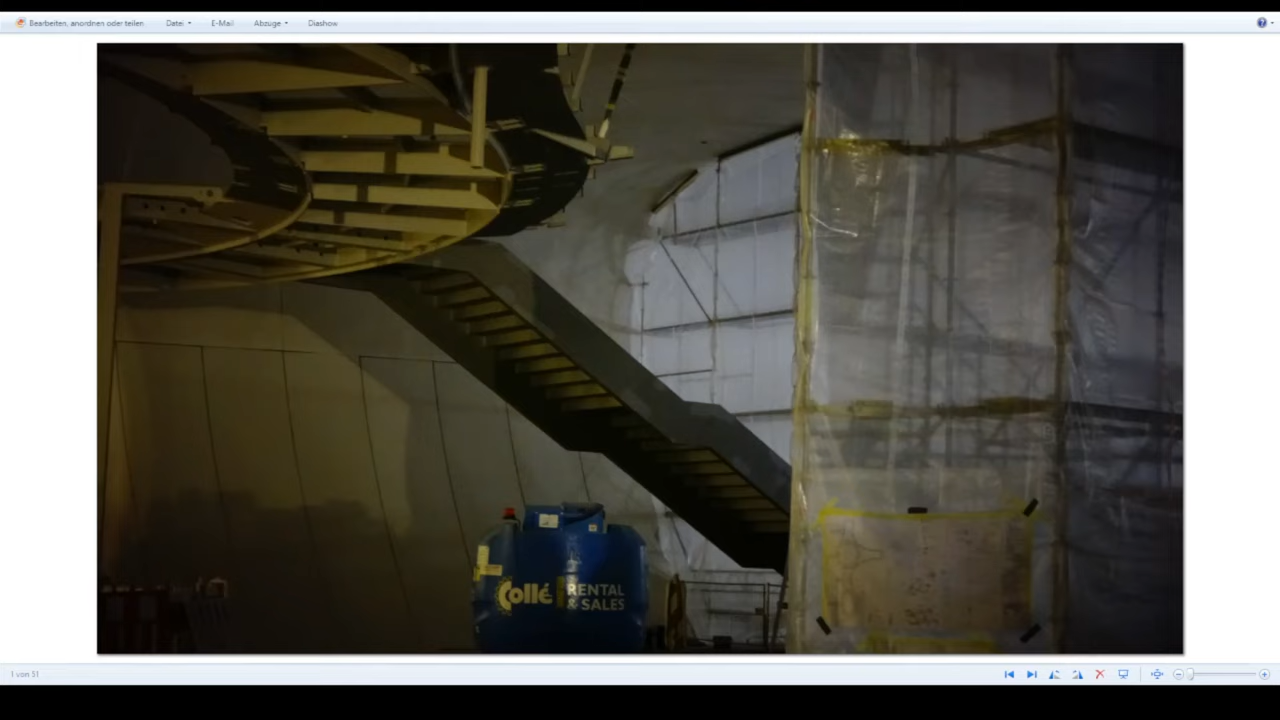 Bearbeiten, anordnen oder teilen Datei E-Mail Abzüge Diashow
Collé RENTAL
& SALES
1 von 51